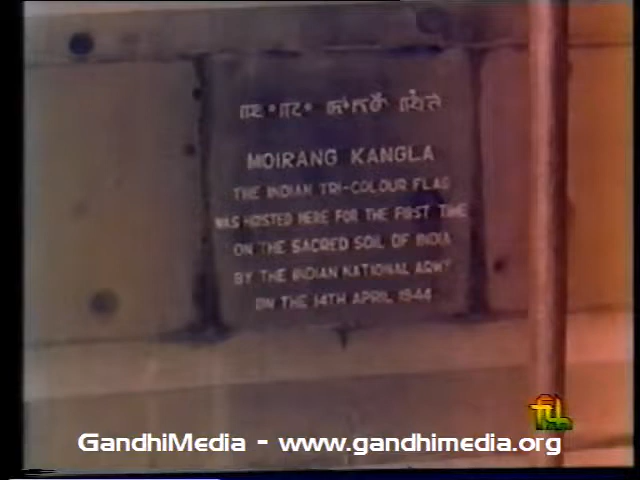 MOIRANG KANGLA
THE INDIAN TRI-COLOUR FLAG
WAS HOSTED HERE FOR THE FIRST TIME
ON THE SACRED SOIL OF INDIA
BY THE INDIAN NATIONAL ARMY
ON THE 14TH APRIL 1944
GandhiMedia - www.gandhimedia.org